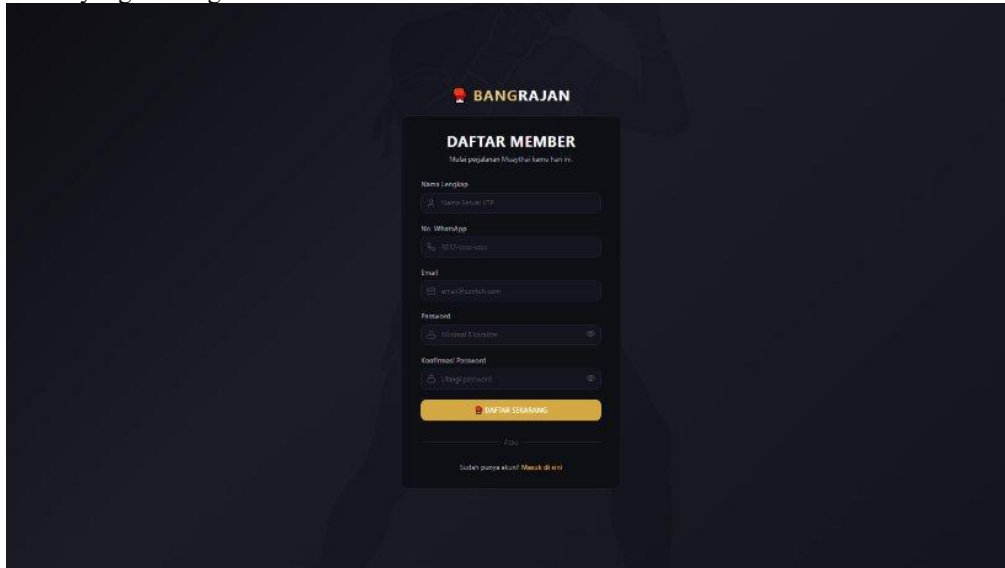 BANGRAJAN
DAFTAR MEMBER
Mulai perjalanan Muaythai kamu hari ini.
Nama Lengkap
Nama Sesuai KTP
No. WhatsApp
Email
email@contoh.com
Password
Minimal 8 karakter
Konfirmasi Password
Ulangi password
DAFTAR SEKARANG
Atau
Sudah punya akun? Masuk di sini